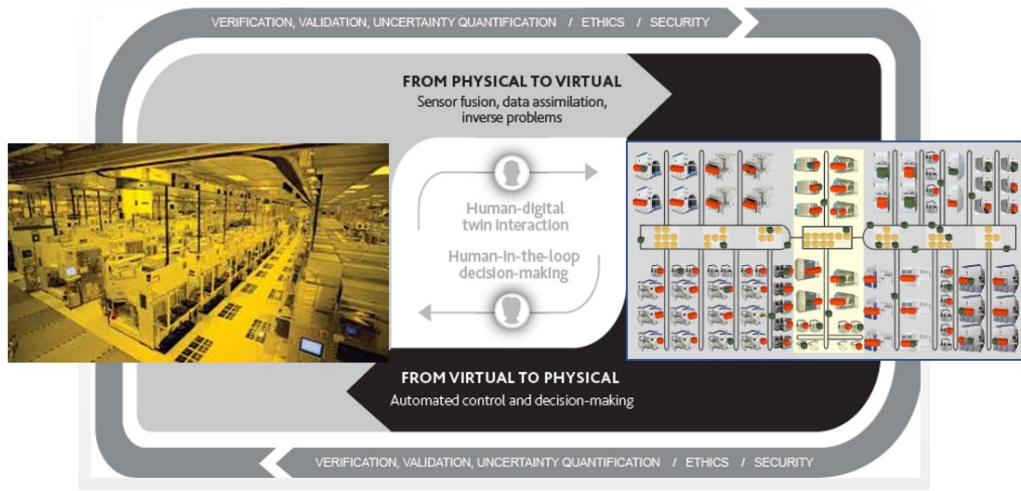 VERIFICATION, VALIDATION, UNCERTAINTY QUANTIFICATION / ETHICS / SECURITY
FROM PHYSICAL TO VIRTUAL
Sensor fusion, data assimilation,
inverse problems
Human-digital
twin interaction
Human-in-the-loop
decision-making
FROM VIRTUAL TO PHYSICAL
Automated control and decision-making
VERIFICATION, VALIDATION, UNCERTAINTY QUANTIFICATION / ETHICS / SECURITY